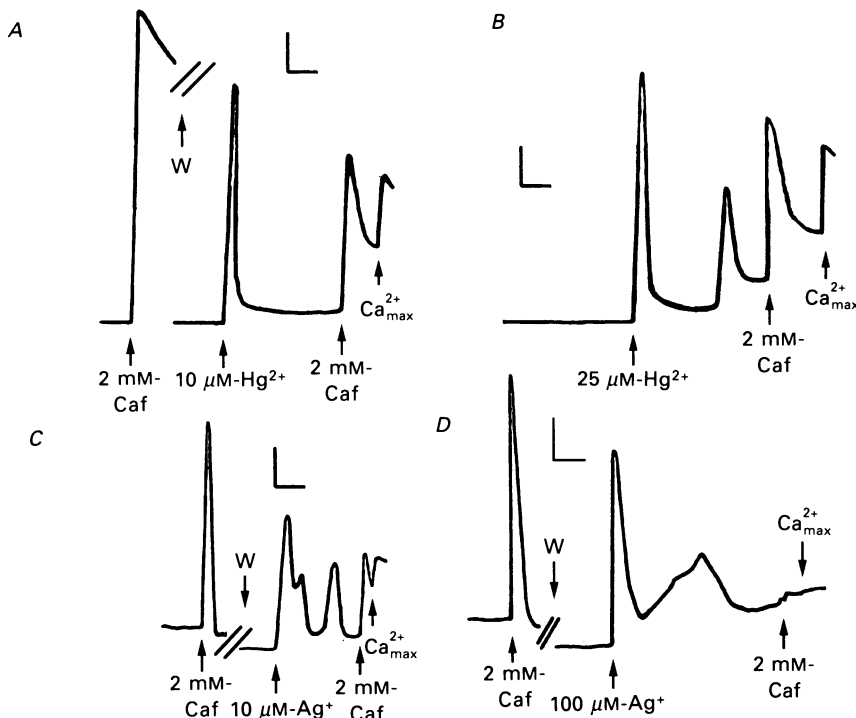 A
W
2 mM-
Caf
10 µM-Hg²⁺
2 mM-
Caf
Ca²⁺max
B
25 µM-Hg²⁺
2 mM-
Caf
Ca²⁺max
C
W
2 mM-
Caf
10 µM-Ag⁺
2 mM-
Caf
Ca²⁺max
D
W
2 mM-
Caf
100 µM-Ag⁺
2 mM-
Caf
Ca²⁺max